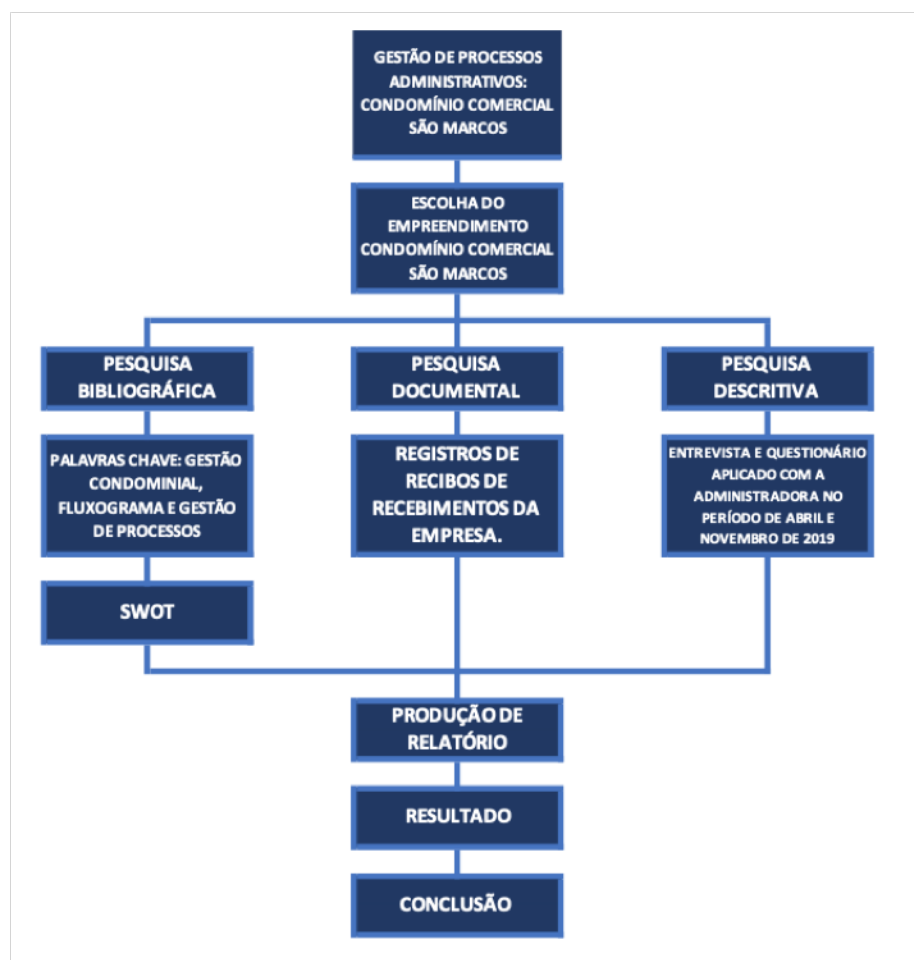 GESTÃO DE PROCESSOS
ADMINISTRATIVOS:
CONDOMÍNIO COMERCIAL
SÃO MARCOS
ESCOLHA DO
EMPREENDIMENTO
CONDOMÍNIO COMERCIAL
SÃO MARCOS
PESQUISA
BIBLIOGRÁFICA
PESQUISA
DOCUMENTAL
PESQUISA
DESCRITIVA
PALAVRAS CHAVE: GESTÃO
CONDOMINIAL,
FLUXOGRAMA E GESTÃO
DE PROCESSOS
REGISTROS DE
RECIBOS DE
RECEBIMENTOS DA
EMPRESA.
ENTREVISTA E QUESTIONÁRIO
APLICADO COM A
ADMINISTRADORA NO
PERÍODO DE ABRIL E
NOVEMBRO DE 2019
SWOT
PRODUÇÃO DE
RELATÓRIO
RESULTADO
CONCLUSÃO